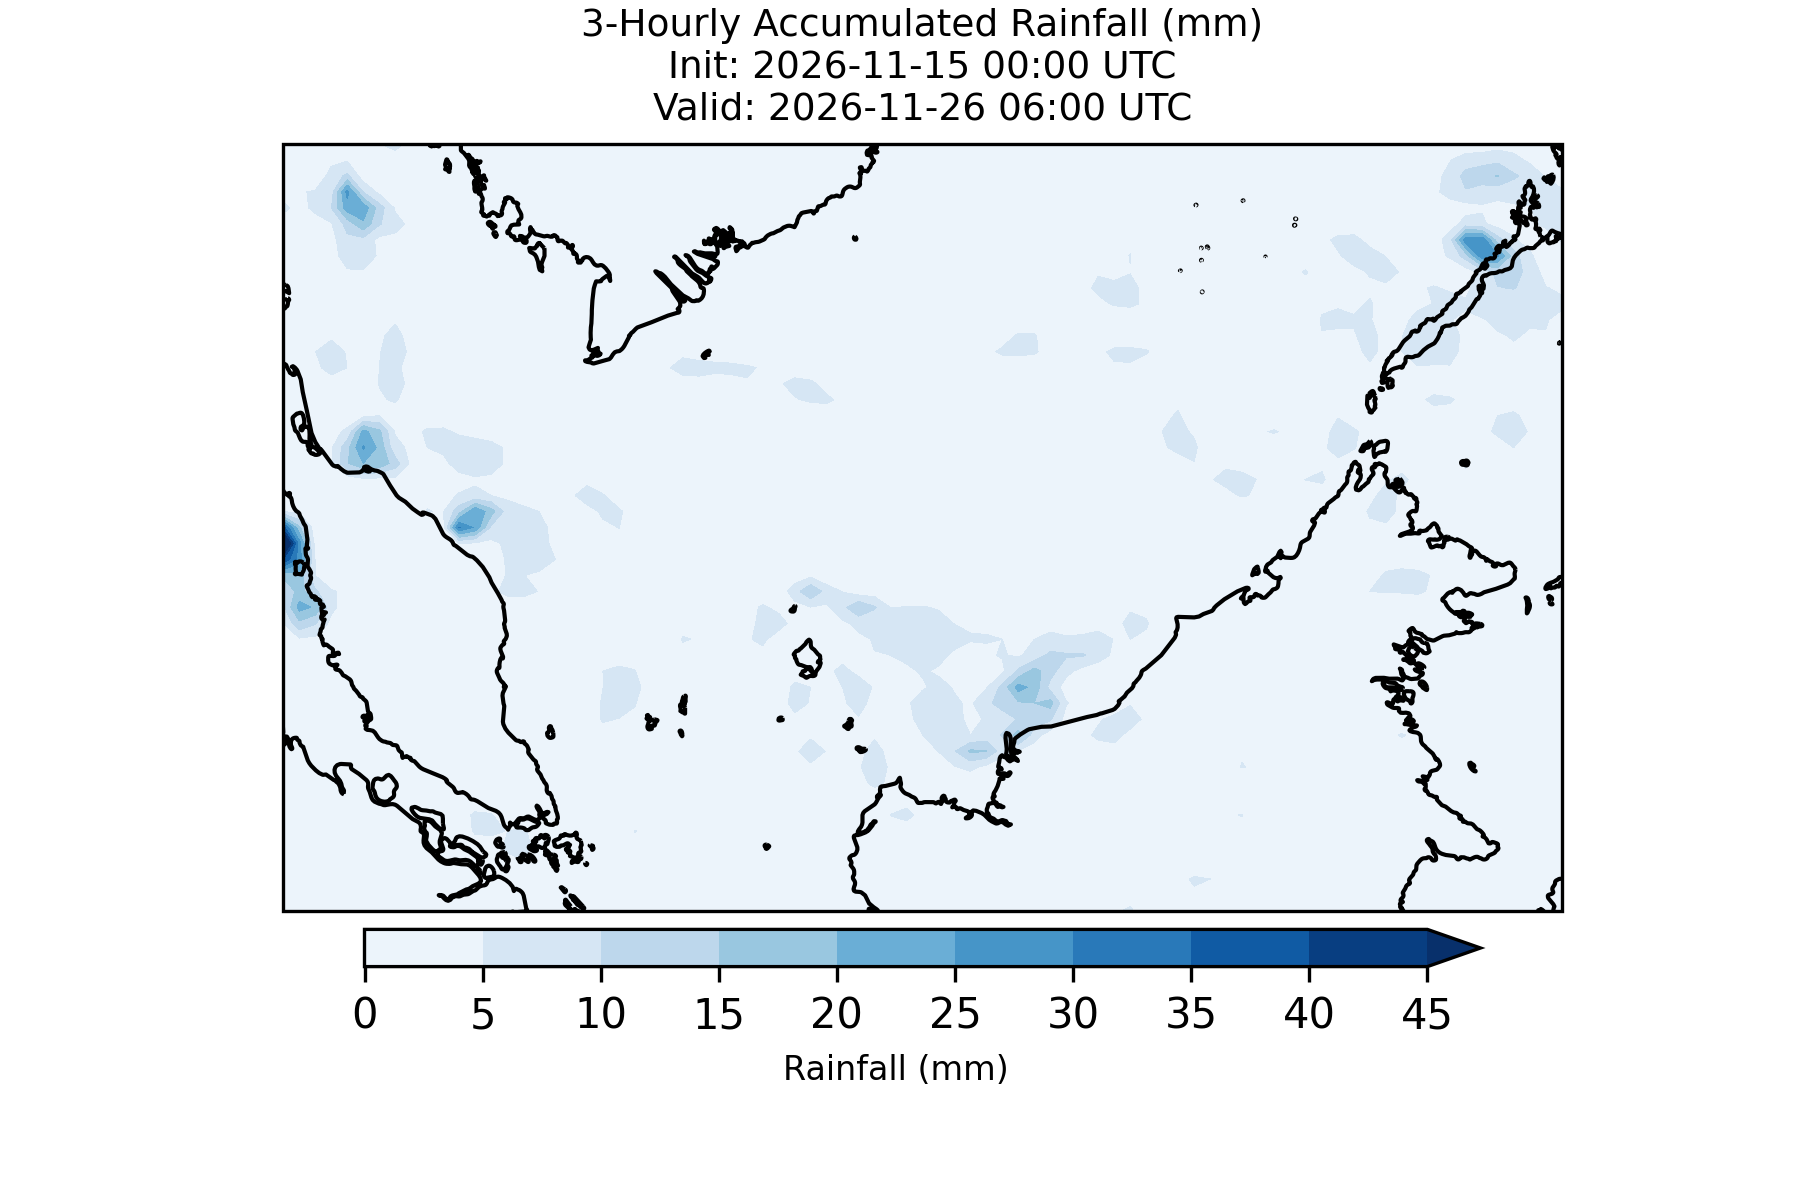 3-Hourly Accumulated Rainfall (mm)
Init: 2026-11-15 00:00 UTC
Valid: 2026-11-26 06:00 UTC
0 5 10 15 20 25 30 35 40 45
Rainfall (mm)